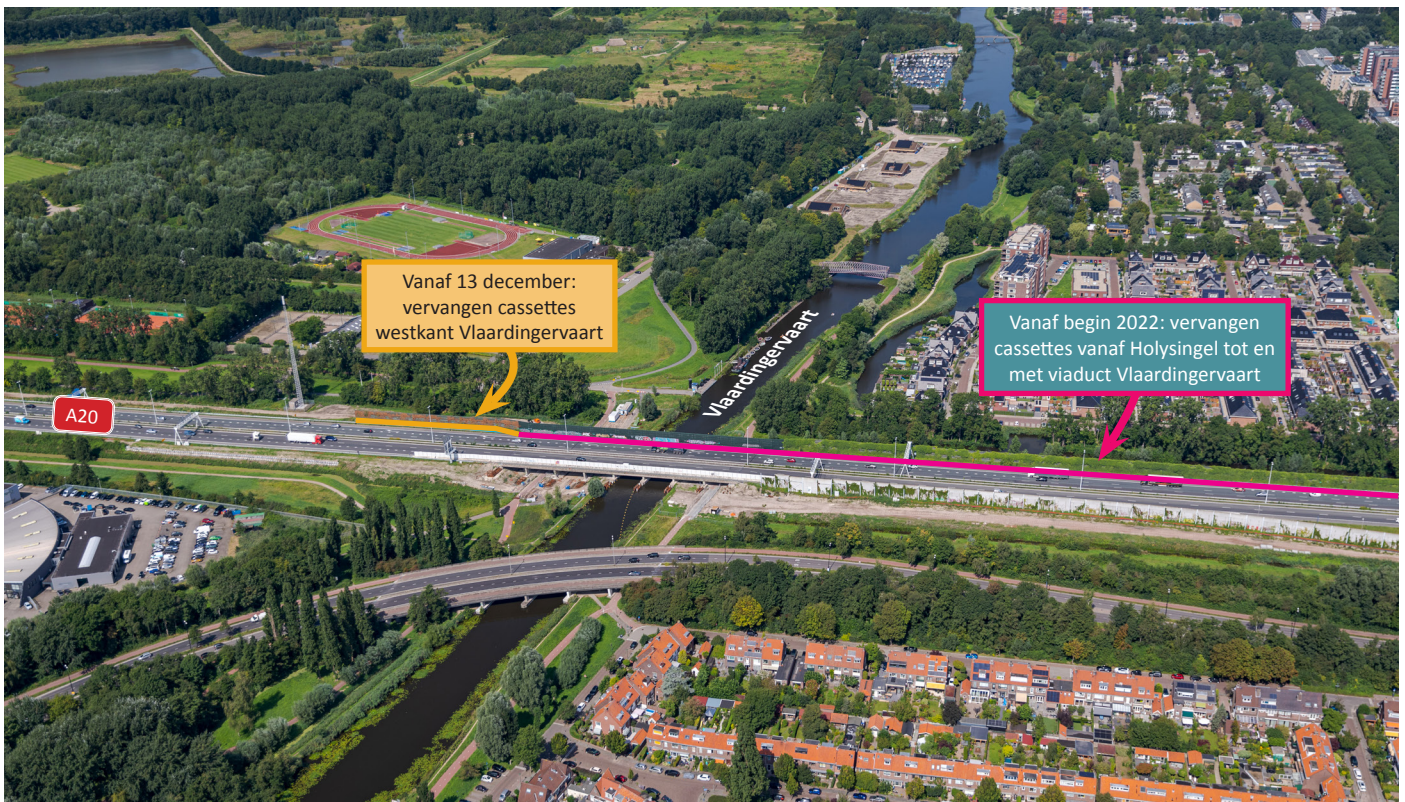 Vanaf 13 december:
vervangen cassettes
westkant Vlaardingervaart
Vlaardingervaart
Vanaf begin 2022: vervangen
cassettes vanaf Holysingel tot en
met viaduct Vlaardingervaart
A20